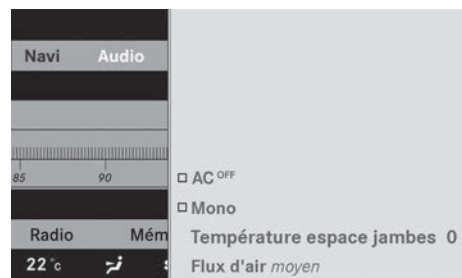 Navi Audio
85 90
AC OFF
Mono
Radio Mém
Température espace jambes 0
22 °c
Flux d'air moyen